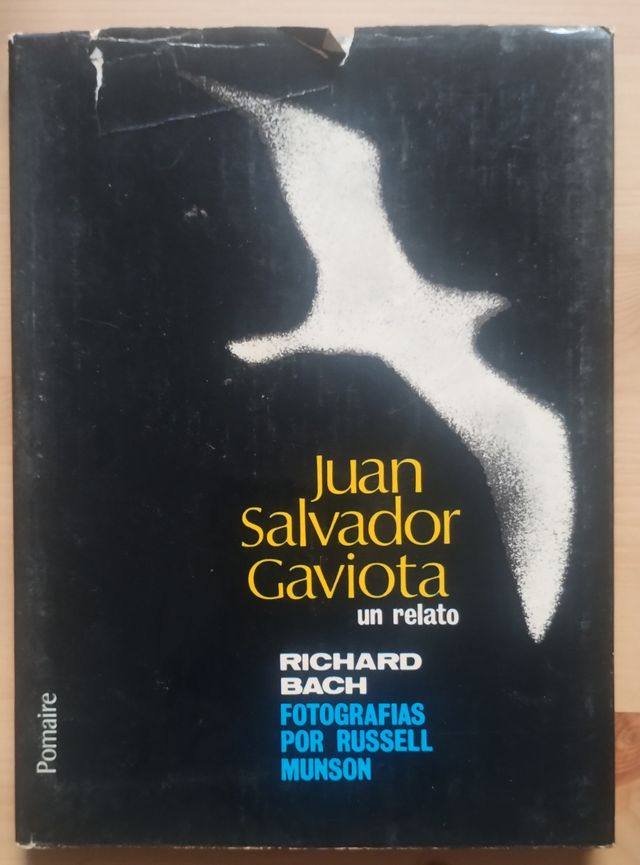 Juan
Salvador
Gaviota
un relato
RICHARD
BACH
FOTOGRAFIAS
POR RUSSELL
MUNSON
Pomaire